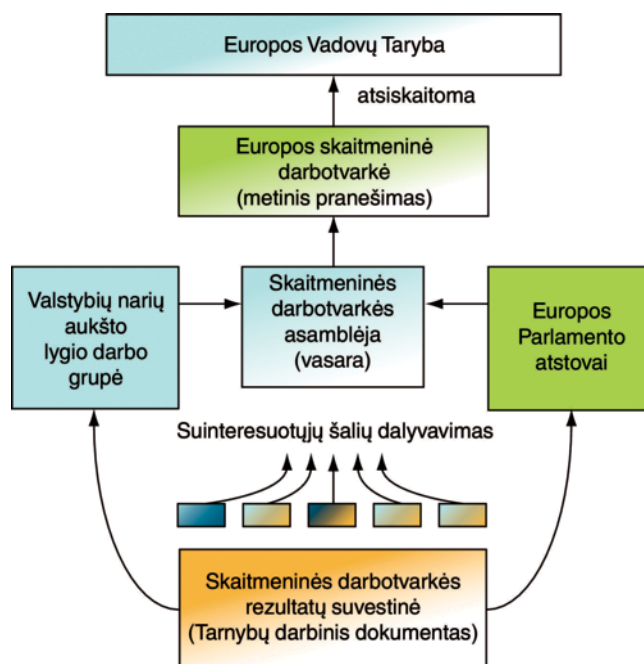 Europos Vadovų Taryba
atsiskaitoma
Europos skaitmeninė
darbotvarkė
(metinis pranešimas)
Valstybių narių
aukšto
lygio darbo
grupė
Skaitmeninės
darbotvarkės
asamblėja
(vasara)
Europos
Parlamento
atstovai
Suinteresuotųjų šalių dalyvavimas
Skaitmeninės darbotvarkės
rezultatų suvestinė
(Tarnybų darbinis dokumentas)